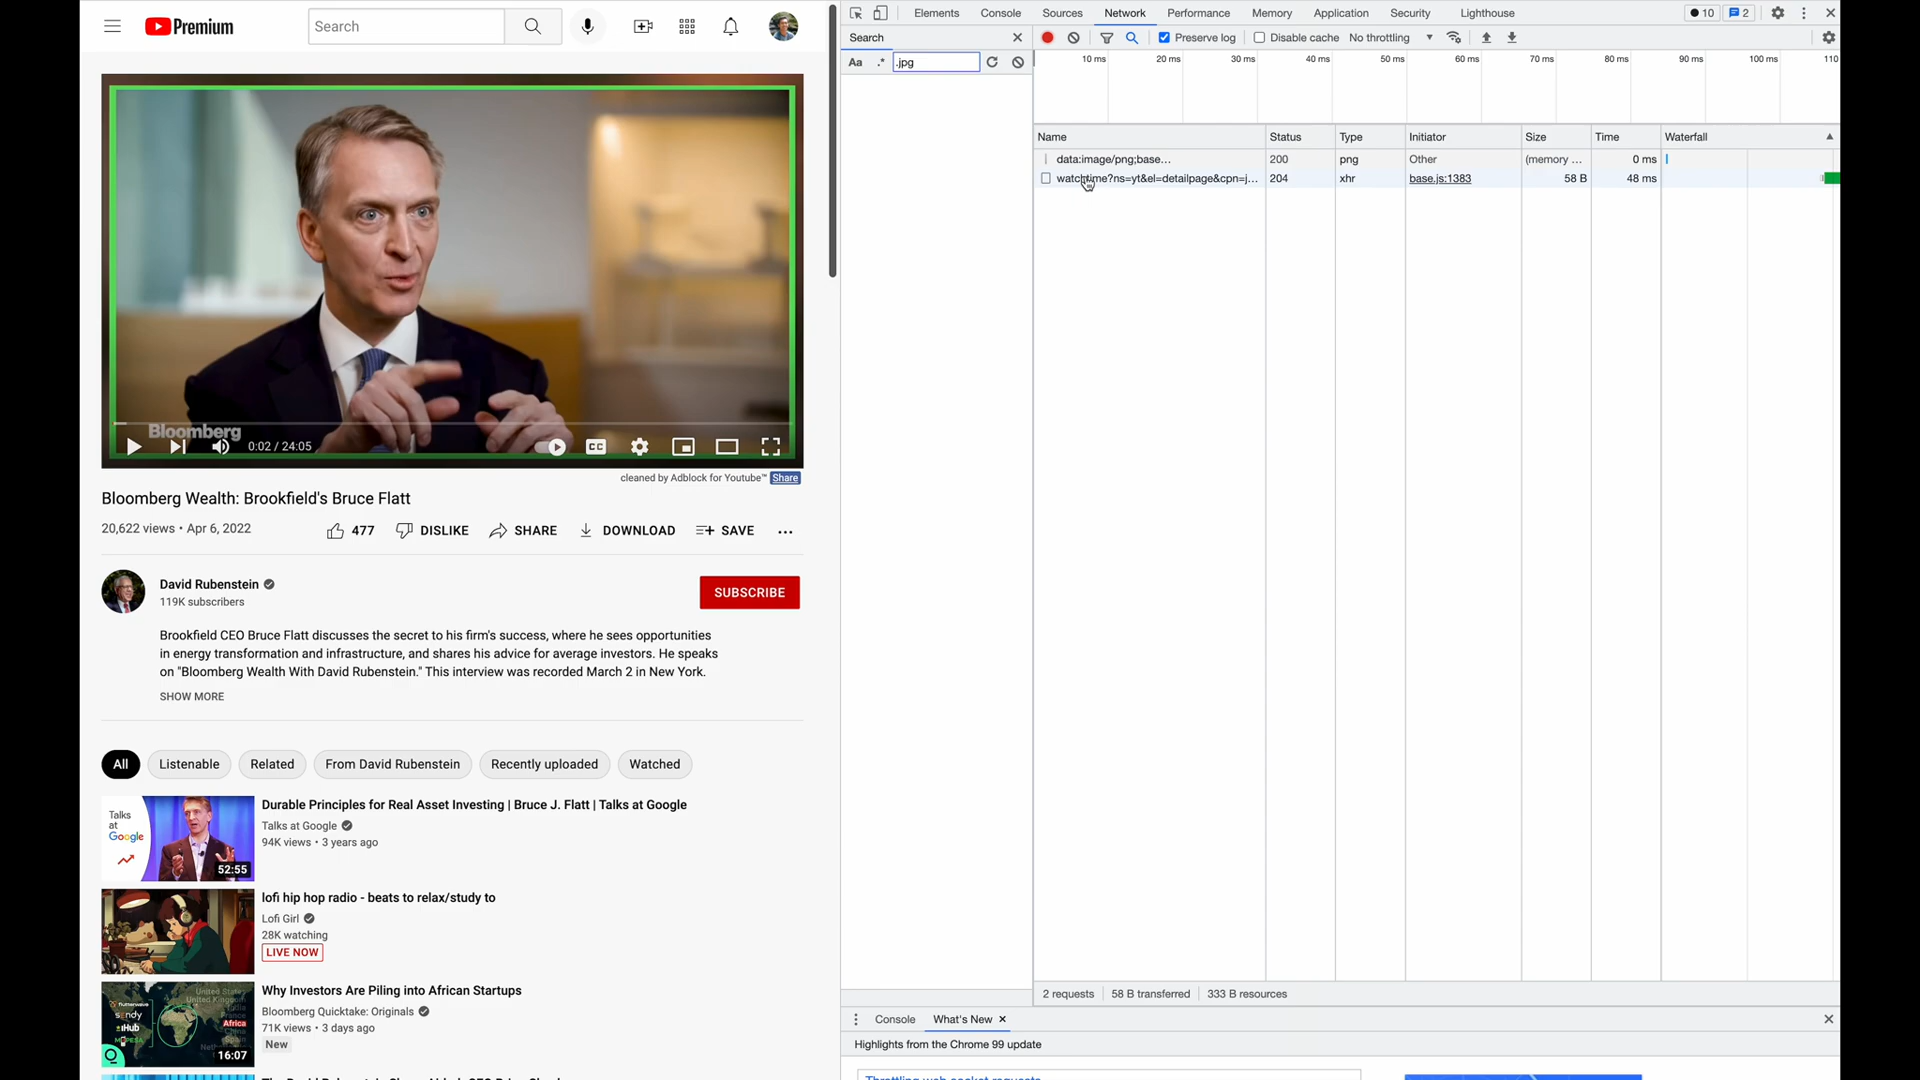 Premium
Search
Bloomberg
0:02 / 24:05
CC
cleaned by Adblock for Youtube™ Share
Bloomberg Wealth: Brookfield's Bruce Flatt
20,622 views • Apr 6, 2022
477
DISLIKE
SHARE
DOWNLOAD
SAVE
David Rubenstein
119K subscribers
SUBSCRIBE
Brookfield CEO Bruce Flatt discusses the secret to his firm's success, where he sees opportunities
in energy transformation and infrastructure, and shares his advice for average investors. He speaks
on "Bloomberg Wealth With David Rubenstein." This interview was recorded March 2 in New York.
SHOW MORE
All
Listenable
Related
From David Rubenstein
Recently uploaded
Watched
Talks
at
Google
52:55
Durable Principles for Real Asset Investing | Bruce J. Flatt | Talks at Google
Talks at Google
94K views • 3 years ago
lofi hip hop radio - beats to relax/study to
Lofi Girl
28K watching
LIVE NOW
Africa
16:07
Why Investors Are Piling into African Startups
Bloomberg Quicktake: Originals
71K views • 3 days ago
New
Elements
Console
Sources
Network
Performance
Memory
Application
Security
Lighthouse
10
2
Search
Preserve log
Disable cache
No throttling
Aa
.*
.jpg
10 ms
20 ms
30 ms
40 ms
50 ms
60 ms
70 ms
80 ms
90 ms
100 ms
110
Name
Status
Type
Initiator
Size
Time
Waterfall
data:image/png;base...
200
png
Other
(memory ...
0 ms
watchtime?ns=yt&el=detailpage&cpn=j...
204
xhr
base.js:1383
58 B
48 ms
2 requests
58 B transferred
333 B resources
Console
What's New
Highlights from the Chrome 99 update
Throttling web socket requests